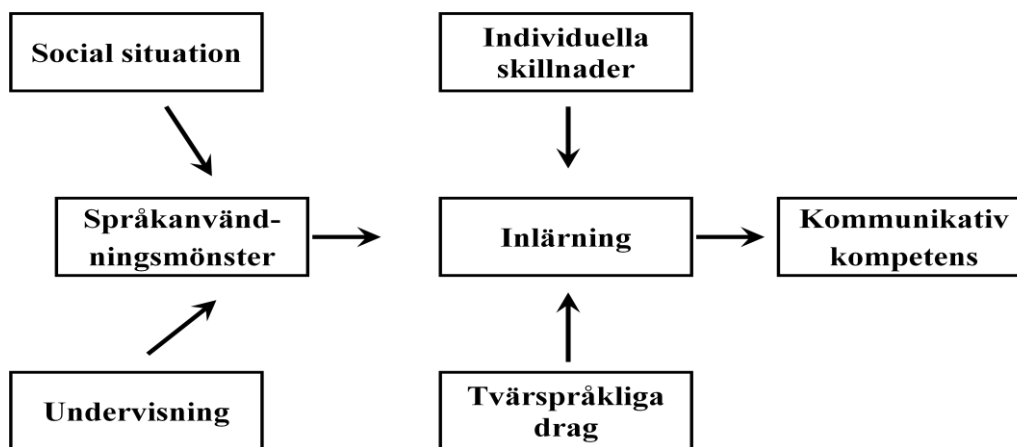 Social situation
Individuella
skillnader
Språkanvänd-
ningsmönster
Inlärning
Kommunikativ
kompetens
Undervisning
Tvärspråkliga
drag